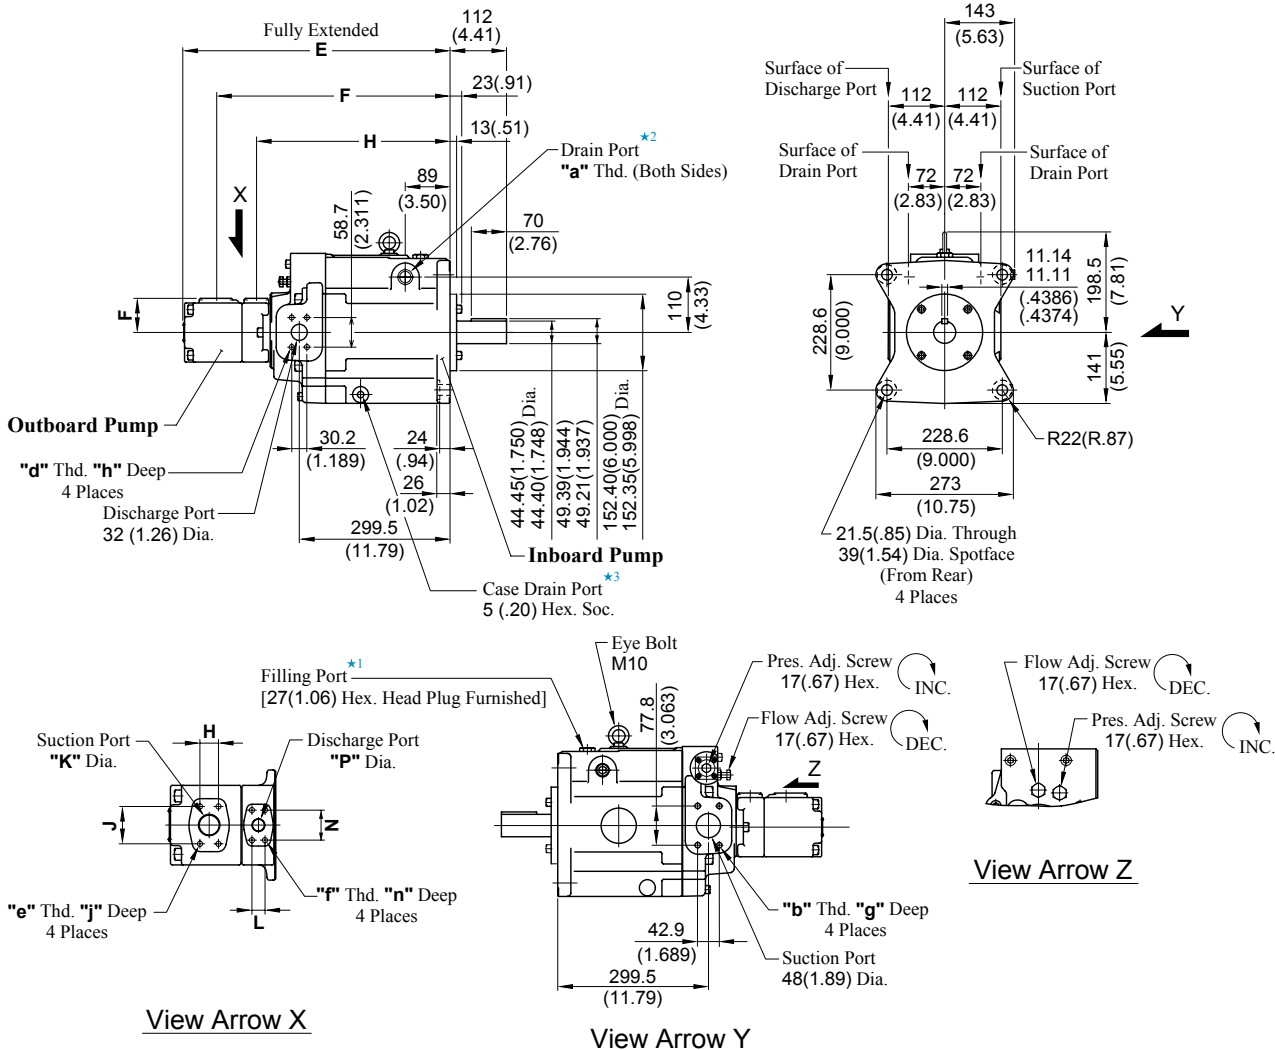 Fully Extended
E
112
(4.41)
F
23(.91)
H
13(.51)
Drain Port★2
"a" Thd. (Both Sides)
89
(3.50)
X
58.7
(2.311)
70
(2.76)
110
(4.33)
F
Outboard Pump
"d" Thd. "h" Deep
4 Places
Discharge Port
32 (1.26) Dia.
30.2
(1.189)
24
(.94)
26
(1.02)
299.5
(11.79)
44.45(1.750)
44.40(1.748) Dia.
49.39(1.944)
49.21(1.937)
152.40(6.000)
152.35(5.998) Dia.
Inboard Pump
Case Drain Port★3
5 (.20) Hex. Soc.
143
(5.63)
Surface of
Discharge Port
Surface of
Suction Port
112
(4.41)
112
(4.41)
Surface of
Drain Port
Surface of
Drain Port
72
(2.83)
72
(2.83)
11.14
11.11
(.4386)
(.4374)
198.5
(7.81)
Y
228.6
(9.000)
141
(5.55)
R22(R.87)
228.6
(9.000)
273
(10.75)
21.5(.85) Dia. Through
39(1.54) Dia. Spotface
(From Rear)
4 Places
Filling Port★1
[27(1.06) Hex. Head Plug Furnished]
Suction Port
"K" Dia.
H
Discharge Port
"P" Dia.
J
N
"e" Thd. "j" Deep
4 Places
"f" Thd. "n" Deep
4 Places
L
View Arrow X
Eye Bolt
M10
77.8
(3.063)
Pres. Adj. Screw
17(.67) Hex.
INC.
Flow Adj. Screw
17(.67) Hex.
DEC.
Z
"b" Thd. "g" Deep
4 Places
42.9
(1.689)
Suction Port
48(1.89) Dia.
299.5
(11.79)
View Arrow Y
Flow Adj. Screw
17(.67) Hex.
DEC.
Pres. Adj. Screw
17(.67) Hex.
INC.
View Arrow Z